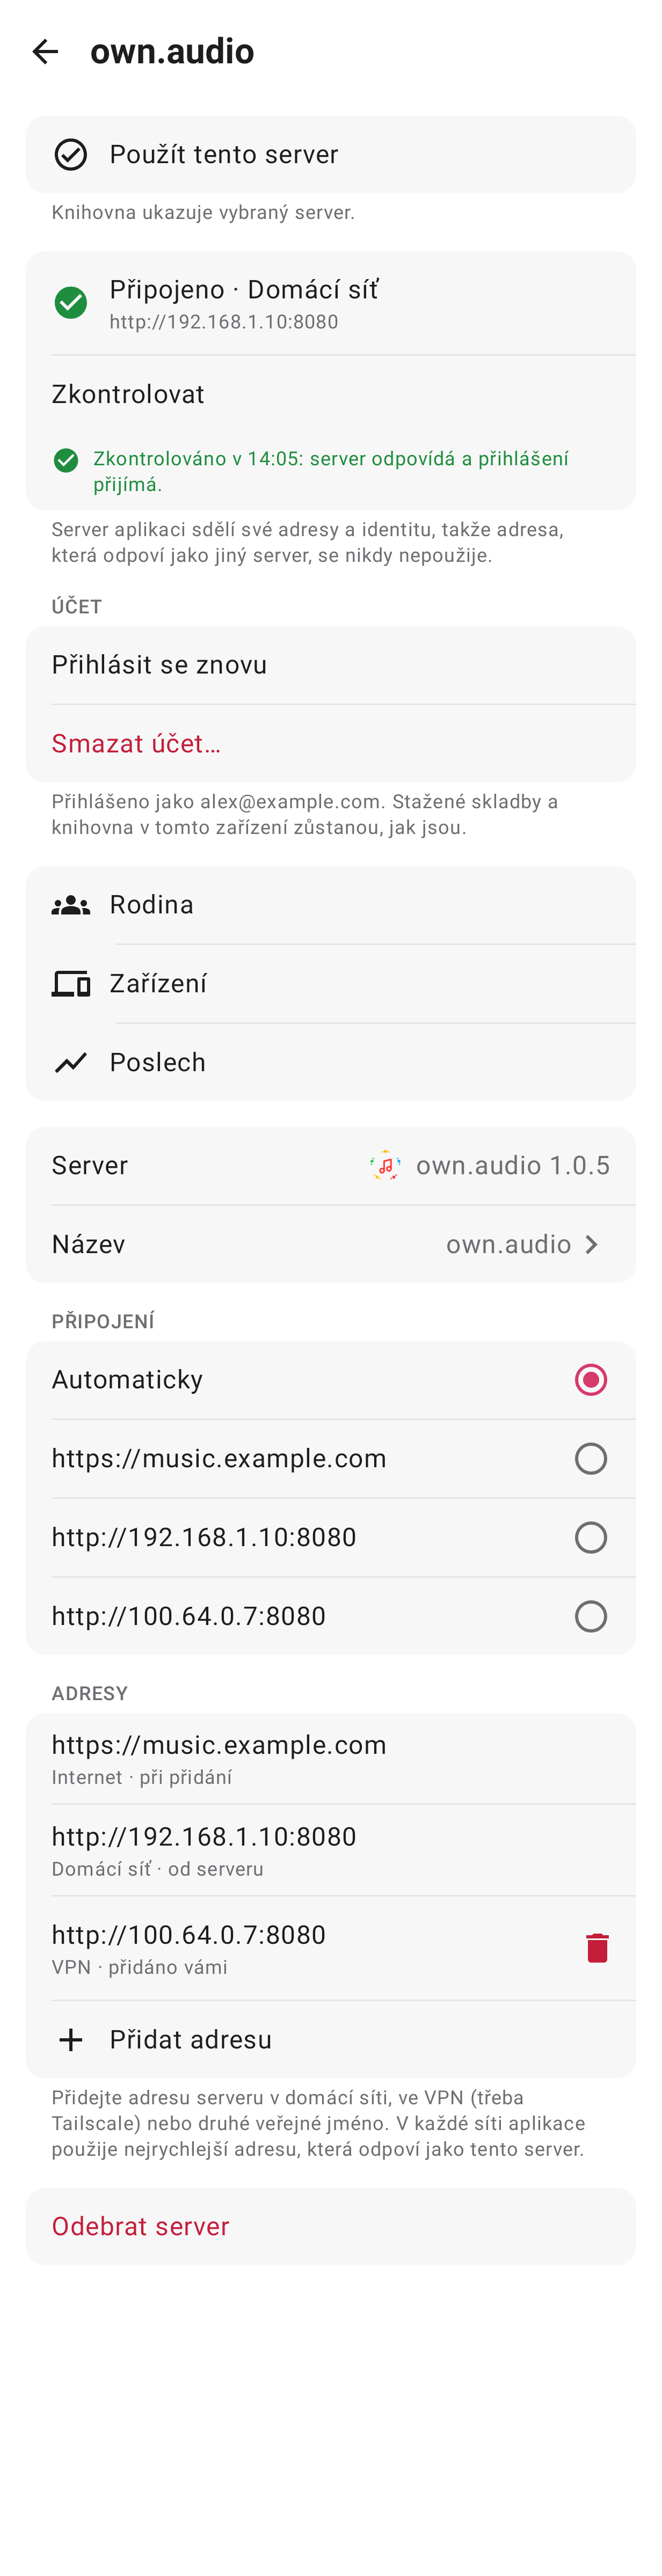 own.audio
Použít tento server
Knihovna ukazuje vybraný server.
Připojeno · Domácí síť
http://192.168.1.10:8080
Zkontrolovat
Zkontrolováno v 14:05: server odpovídá a přihlášení
přijímá.
Server aplikaci sdělí své adresy a identitu, takže adresa,
která odpoví jako jiný server, se nikdy nepoužije.
ÚČET
Přihlásit se znovu
Smazat účet…
Přihlášeno jako alex@example.com. Stažené skladby a
knihovna v tomto zařízení zůstanou, jak jsou.
Rodina
Zařízení
Poslech
Server own.audio 1.0.5
Název own.audio
PŘIPOJENÍ
Automaticky
https://music.example.com
http://192.168.1.10:8080
http://100.64.0.7:8080
ADRESY
https://music.example.com
Internet · při přidání
http://192.168.1.10:8080
Domácí síť · od serveru
http://100.64.0.7:8080
VPN · přidáno vámi
Přidat adresu
Přidejte adresu serveru v domácí síti, ve VPN (třeba
Tailscale) nebo druhé veřejné jméno. V každé síti aplikace
použije nejrychlejší adresu, která odpoví jako tento server.
Odebrat server